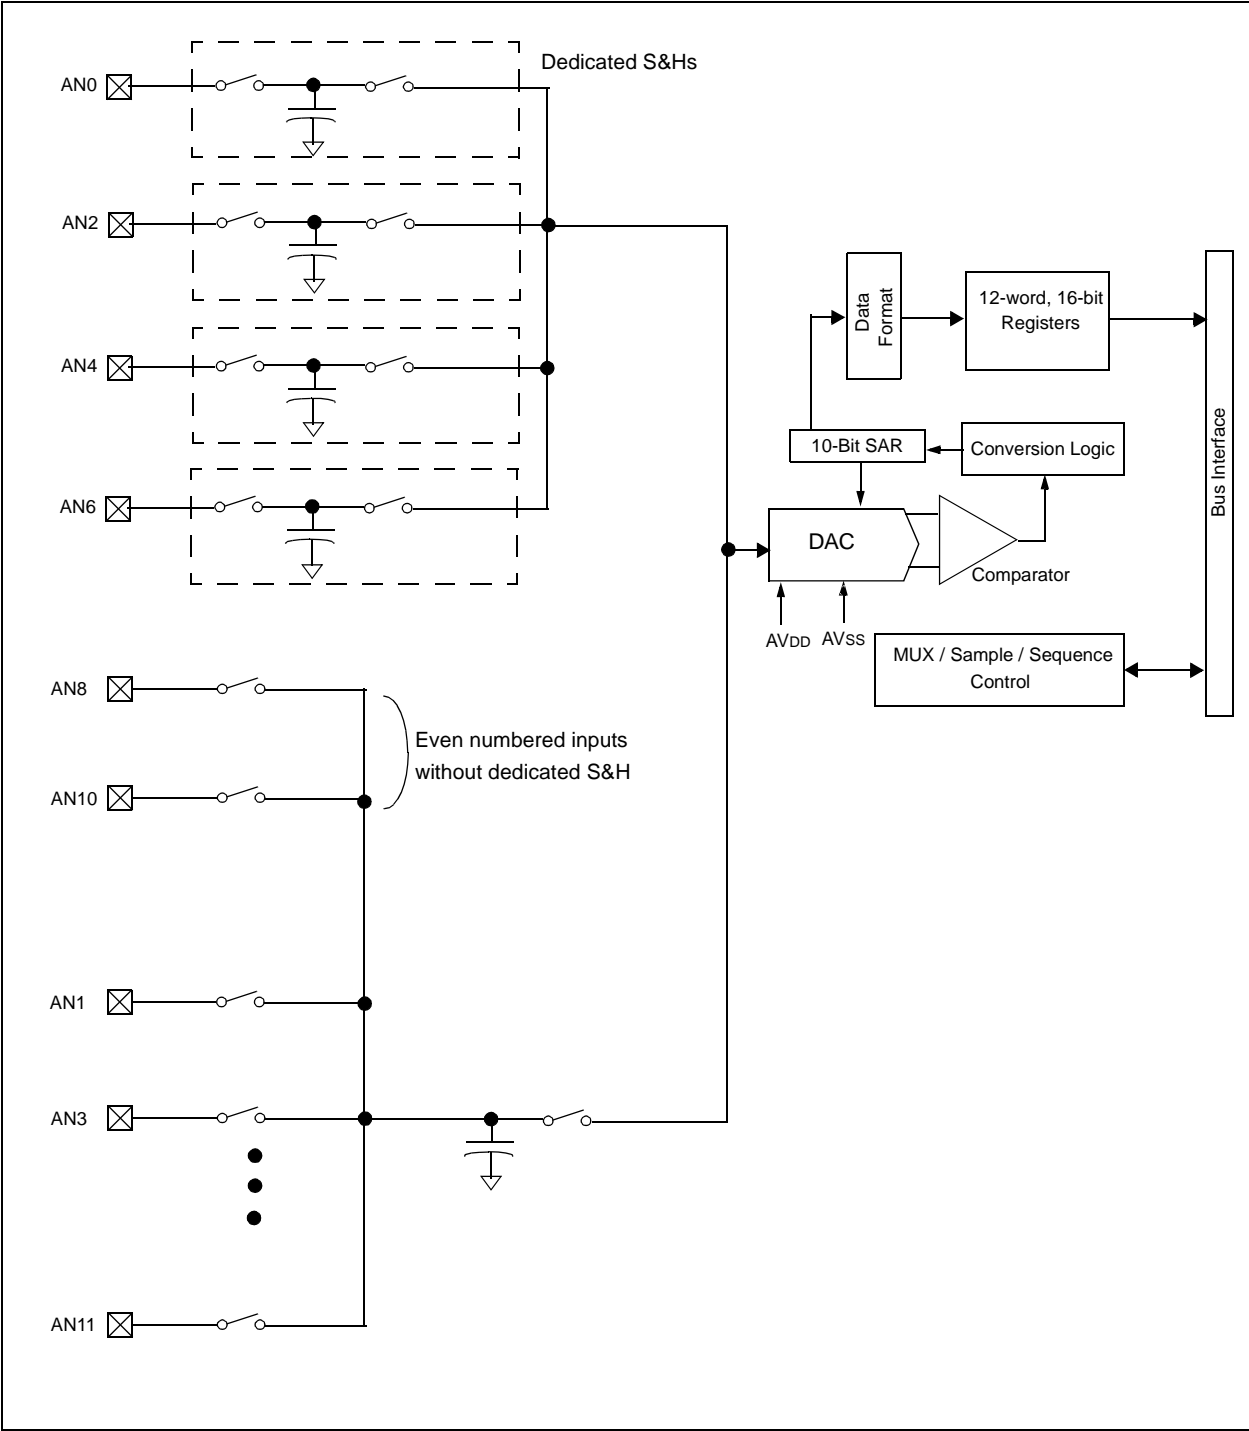 Dedicated S&Hs
AN0
AN2
AN4
AN6
Data
Format
12-word, 16-bit
Registers
10-Bit SAR
Conversion Logic
Bus Interface
DAC
Comparator
AVDD
AVSS
MUX / Sample / Sequence
Control
AN8
Even numbered inputs
without dedicated S&H
AN10
AN1
AN3
AN11